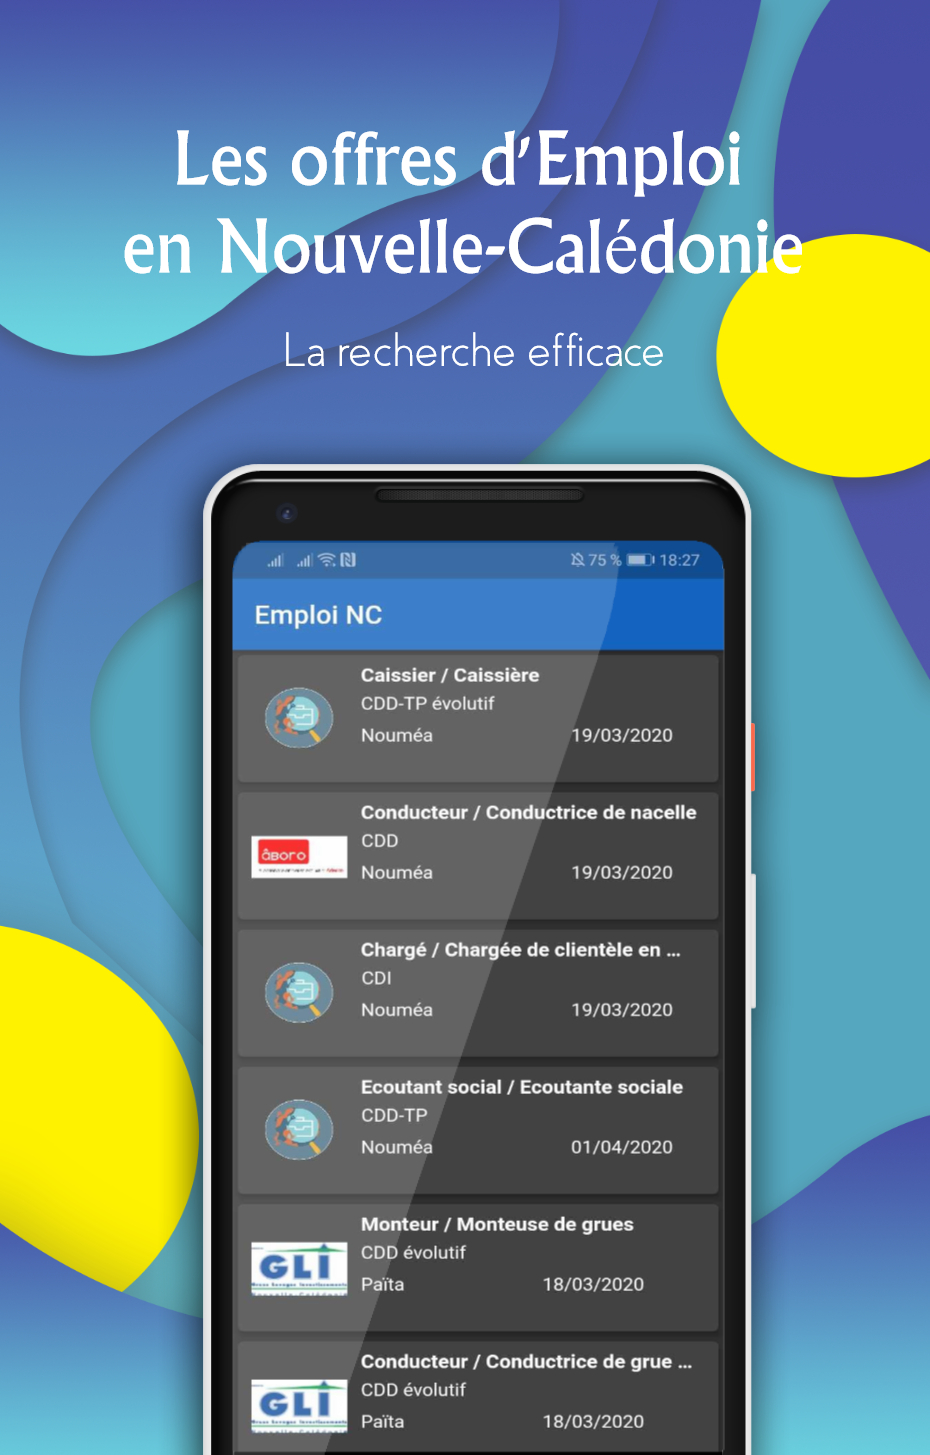 Les offres d'Emploi
en Nouvelle-Calédonie
La recherche efficace
75 % 18:27
Emploi NC
Caissier / Caissière
CDD-TP évolutif
Nouméa 19/03/2020
Conducteur / Conductrice de nacelle
CDD
âboro
Nouméa 19/03/2020
Chargé / Chargée de clientèle en ...
CDI
Nouméa 19/03/2020
Ecoutant social / Ecoutante sociale
CDD-TP
Nouméa 01/04/2020
Monteur / Monteuse de grues
CDD évolutif
GLI
Païta 18/03/2020
Conducteur / Conductrice de grue ...
CDD évolutif
GLI
Païta 18/03/2020